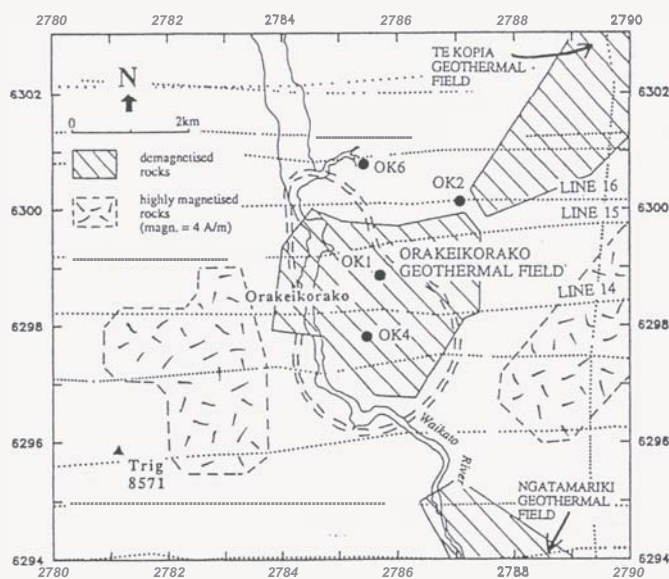 2780 2782 2784 2786 2788 2790
TE KOPIA
GEOTHERMAL
FIELD
N
6302 6302
0 2km
demagnetised
rocks
OK6
OK2
LINE 16
6300 6300
LINE 15
highly magnetised
rocks
(magn. = 4 A/m)
OK1
ORAKEIKORAKO
GEOTHERMAL FIELD
Orakeikorako
LINE 14
6298 6298
OK4
Waikato
River
6296 6296
Trig
8571
NGATAMARIKI
GEOTHERMAL
FIELD
6294 6294
2780 2782 2784 2786 2788 2790